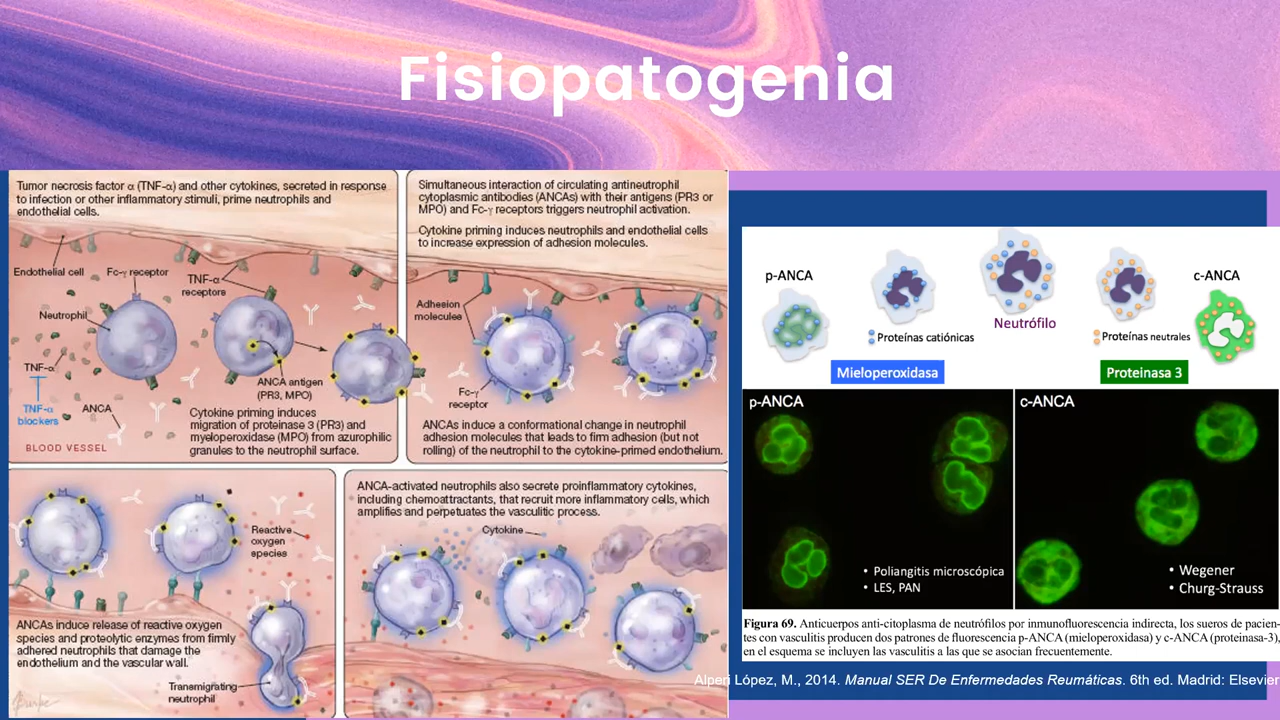 Fisiopatogenia
Tumor necrosis factor α (TNF-α) and other cytokines, secreted in response
to infection or other inflammatory stimuli, prime neutrophils and
endothelial cells.
Endothelial cell
Fc-γ receptor
TNF-α
receptors
Neutrophil
TNF-α
TNF-α
blockers
ANCA
ANCA antigen
(PR3, MPO)
BLOOD VESSEL
Cytokine priming induces
migration of proteinase 3 (PR3) and
myeloperoxidase (MPO) from azurophilic
granules to the neutrophil surface.
Simultaneous interaction of circulating antineutrophil
cytoplasmic antibodies (ANCAs) with their antigens (PR3 or
MPO) and Fc-γ receptors triggers neutrophil activation.
Cytokine priming induces neutrophils and endothelial cells
to increase expression of adhesion molecules.
Adhesion
molecules
Fc-γ
receptor
ANCAs induce a conformational change in neutrophil
adhesion molecules that leads to firm adhesion (but not
rolling) of the neutrophil to the cytokine-primed endothelium.
Reactive
oxygen
species
ANCAs induce release of reactive oxygen
species and proteolytic enzymes from firmly
adhered neutrophils that damage the
endothelium and the vascular wall.
Transmigrating
neutrophil
ANCA-activated neutrophils also secrete proinflammatory cytokines,
including chemoattractants, that recruit more inflammatory cells, which
amplifies and perpetuates the vasculitic process.
Cytokine
p-ANCA
c-ANCA
Neutrófilo
Proteínas catiónicas
Proteínas neutrales
Mieloperoxidasa
Proteinasa 3
p-ANCA
• Poliangitis microscópica
• LES, PAN
c-ANCA
• Wegener
• Churg-Strauss
Figura 69. Anticuerpos anti-citoplasma de neutrófilos por inmunofluorescencia indirecta, los sueros de pacien-
tes con vasculitis producen dos patrones de fluorescencia p-ANCA (mieloperoxidasa) y c-ANCA (proteinasa-3),
en el esquema se incluyen las vasculitis a las que se asocian frecuentemente.
Alperi López, M., 2014. Manual SER De Enfermedades Reumáticas. 6th ed. Madrid: Elsevier